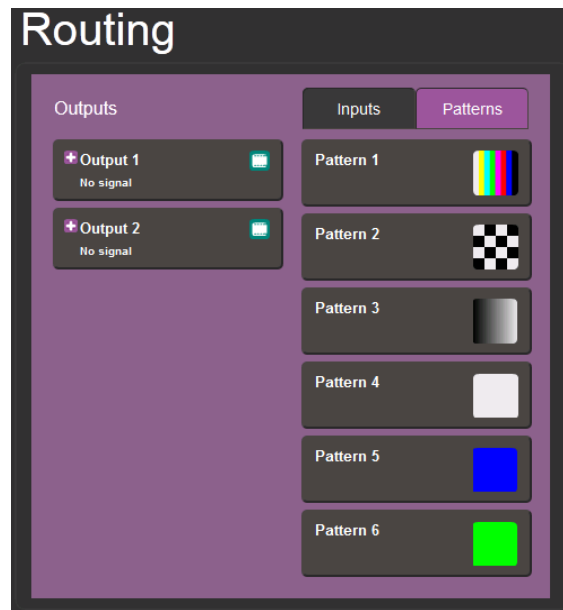 Routing
Outputs
Inputs
Patterns
Output 1
No signal
Output 2
No signal
Pattern 1
Pattern 2
Pattern 3
Pattern 4
Pattern 5
Pattern 6